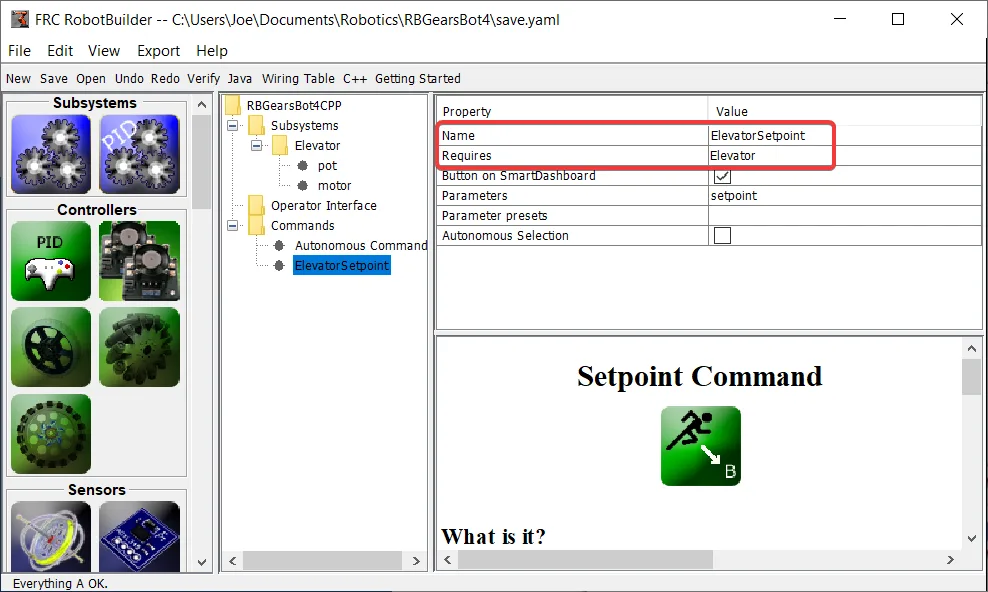 FRC RobotBuilder -- C:\Users\Joe\Documents\Robotics\RBGearsBot4\save.yaml
File Edit View Export Help
New Save Open Undo Redo Verify Java Wiring Table C++ Getting Started
Subsystems
PID
Controllers
PID
Sensors
RBGearsBot4CPP
Subsystems
Elevator
pot
motor
Operator Interface
Commands
Autonomous Command
ElevatorSetpoint
Property Value
Name ElevatorSetpoint
Requires Elevator
Button on SmartDashboard
Parameters setpoint
Parameter presets
Autonomous Selection
Setpoint Command
B
What is it?
Everything A OK.